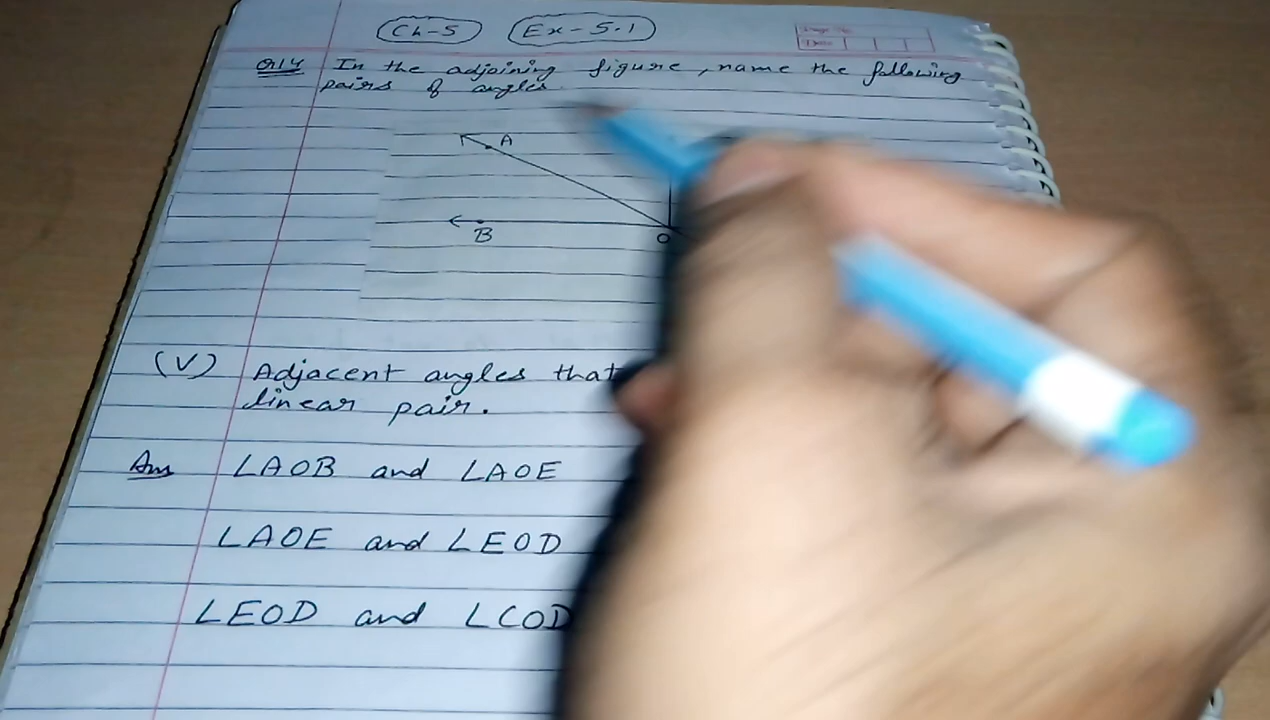 Ch-5 Ex-5.1
Q14 In the adjoining figure, name the following
pairs of angles.
A
B
O
(V) Adjacent angles that
linear pair.
Ans ∠AOB and ∠AOE
∠AOE and ∠EOD
∠EOD and ∠COD